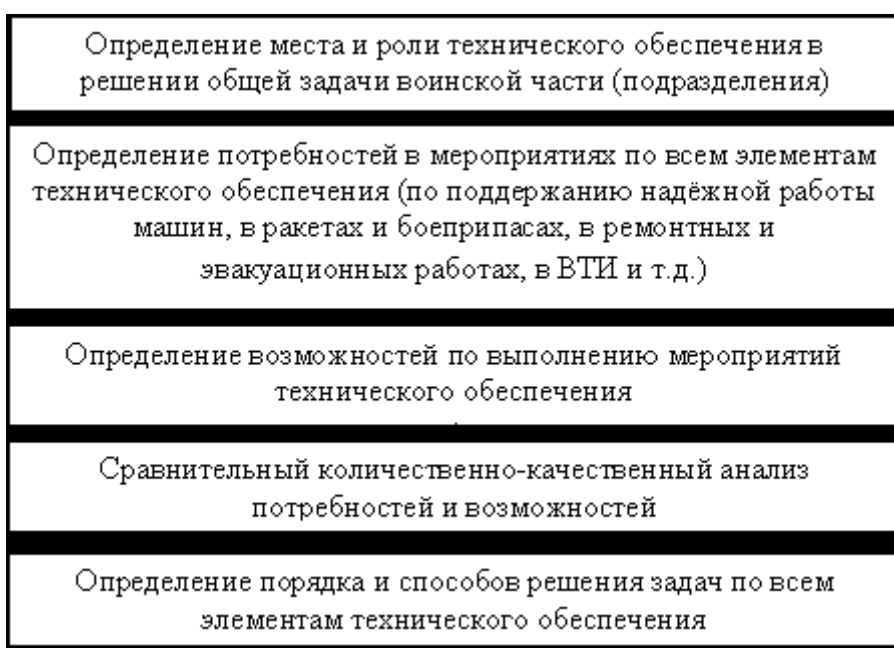 Определение места и роли технического обеспечения в
решении общей задачи воинской части (подразделения)
Определение потребностей в мероприятиях по всем элементам
технического обеспечения (по поддержанию надёжной работы
машин, в ракетах и боеприпасах, в ремонтных и
эвакуационных работах, в ВТИ и т.д.)
Определение возможностей по выполнению мероприятий
технического обеспечения
Сравнительный количественно-качественный анализ
потребностей и возможностей
Определение порядка и способов решения задач по всем
элементам технического обеспечения